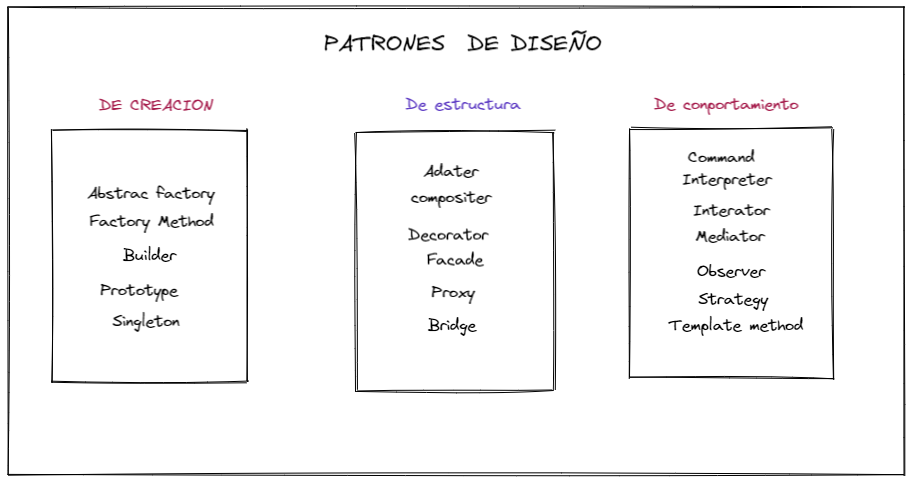 PATRONES DE DISEÑO
DE CREACION
Abstrac factory
Factory Method
Builder
Prototype
Singleton
De estructura
Adater
compositer
Decorator
Facade
Proxy
Bridge
De conportamiento
Command
Interpreter
Interator
Mediator
Observer
Strategy
Template method